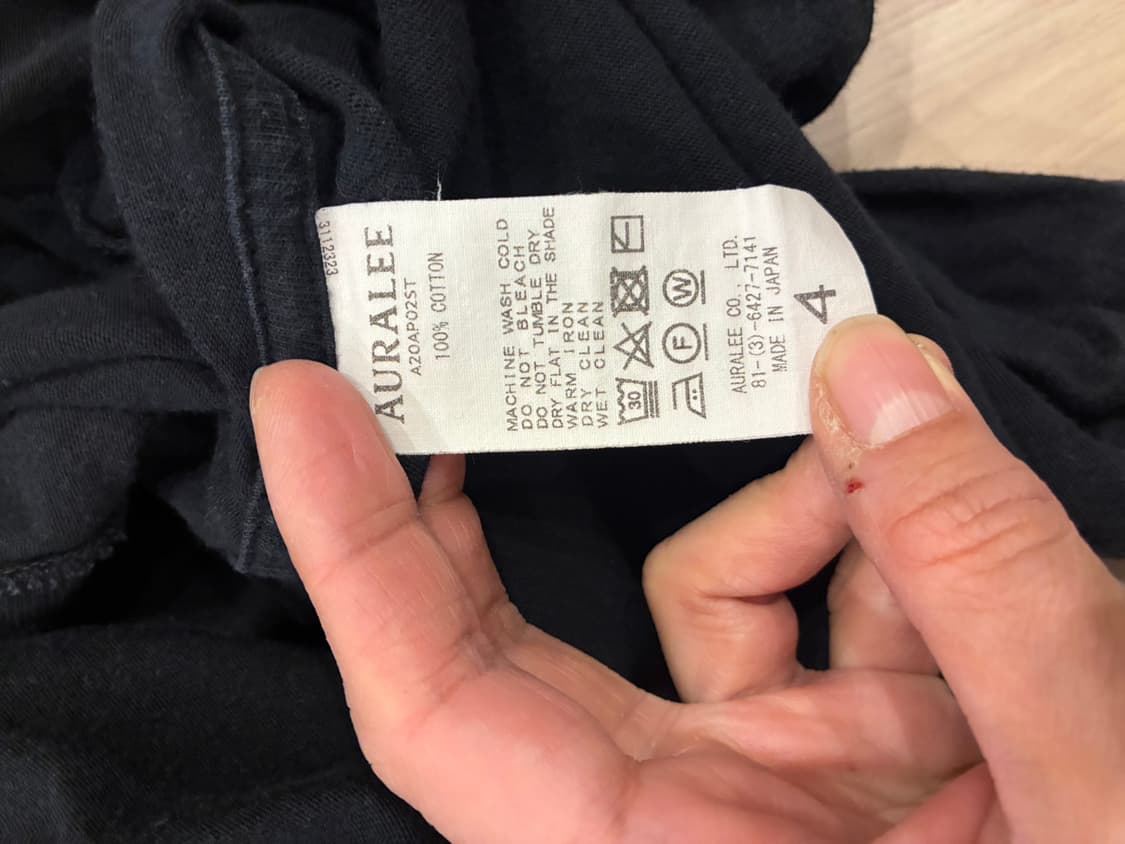 3112323
AURALEE
A20AP02ST
100% COTTON
MACHINE WASH COLD
DO NOT BLEACH
DO NOT TUMBLE DRY
DRY FLAT IN THE SHADE
WARM IRON
DRY CLEAN
WET CLEAN
30
F W
AURALEE CO., LTD.
81-(3)-6427-7141
MADE IN JAPAN
4